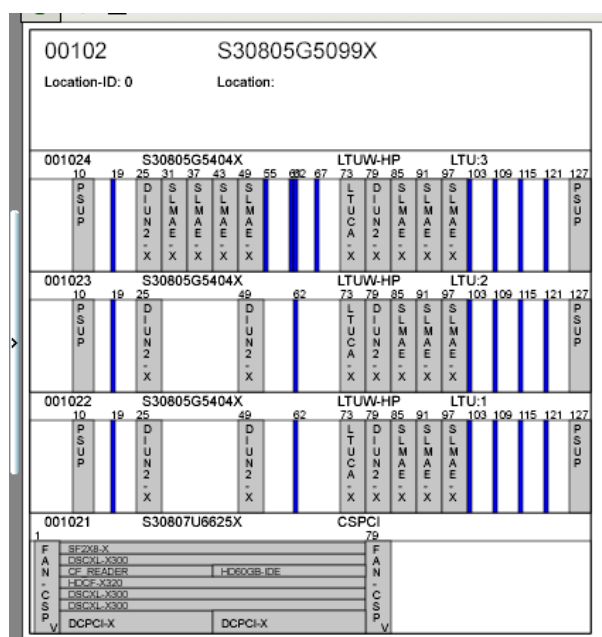 00102 S30805G5099X
Location-ID: 0 Location:
001024 S30805G5404X LTUW-HP LTU:3
10 19 25 31 37 43 49 55 62 67 73 79 85 91 97 103 109 115 121 127
PSUP DIUN2-X SLMAE-X SLMAE-X SLMAE-X SLMAE-X LTUCA-X DIUN2-X SLMAE-X SLMAE-X SLMAE-X PSUP
001023 S30805G5404X LTUW-HP LTU:2
10 19 25 49 62 73 79 85 91 97 103 109 115 121 127
PSUP DIUN2-X DIUN2-X LTUCA-X DIUN2-X SLMAE-X SLMAE-X SLMAE-X PSUP
001022 S30805G5404X LTUW-HP LTU:1
10 19 25 49 62 73 79 85 91 97 103 109 115 121 127
PSUP DIUN2-X DIUN2-X LTUCA-X DIUN2-X SLMAE-X SLMAE-X SLMAE-X PSUP
001021 S30807U6625X CSPCI
1 79
FAN-CSPV FAN-CSPV
SF2X8-X
DSCXL-X300
CF_READER HD60GB-IDE
HDCF-X320
DSCXL-X300
DSCXL-X300
DCPCI-X DCPCI-X